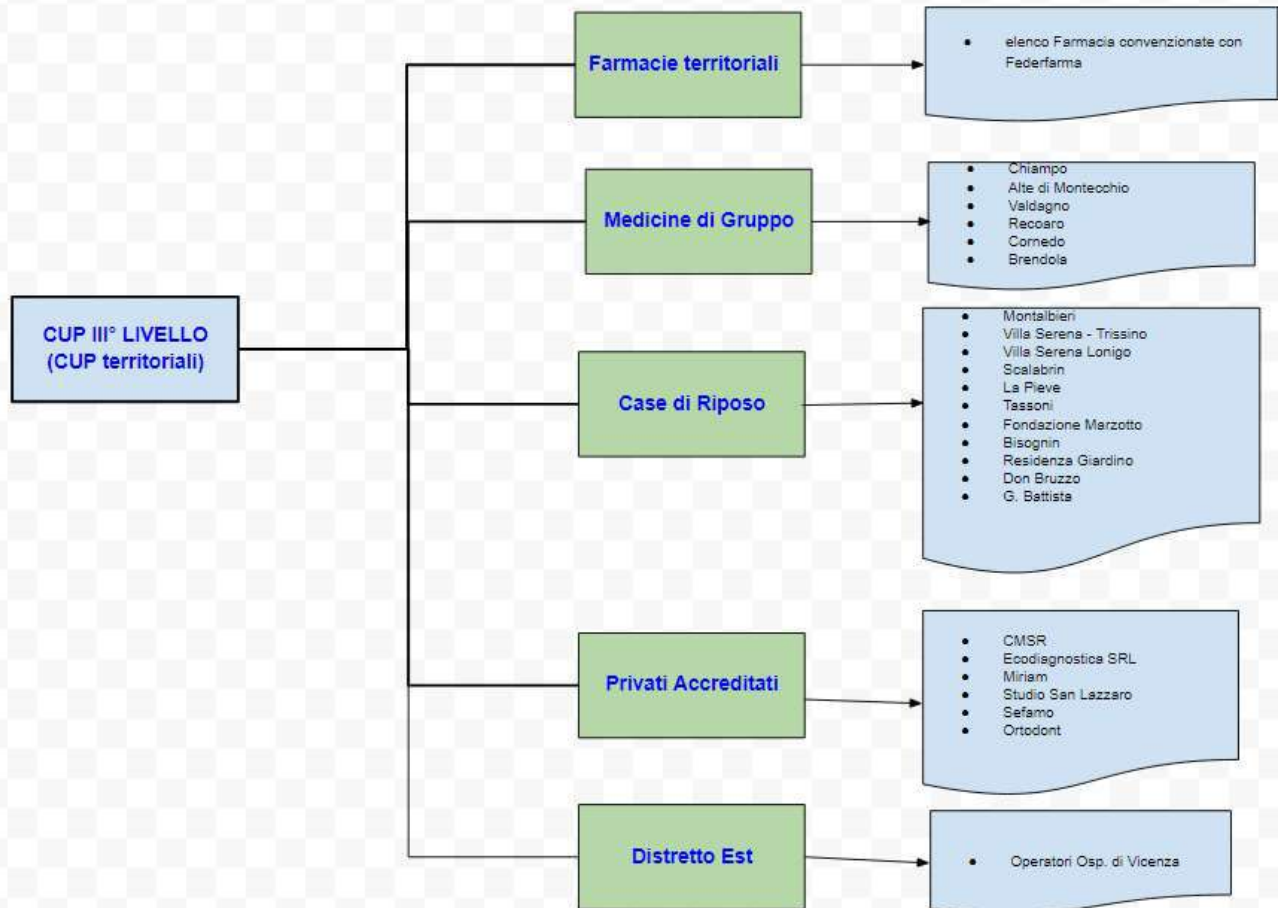 Farmacie territoriali
elenco Farmacia convenzionate con
Federfarma
Medicine di Gruppo
Chiampo
Alte di Montecchio
Valdagno
Recoaro
Cornedo
Brendola
CUP III° LIVELLO
(CUP territoriali)
Case di Riposo
Montalbieri
Villa Serena - Trissino
Villa Serena Lonigo
Scalabrin
La Pieve
Tassoni
Fondazione Marzotto
Bisognin
Residenza Giardino
Don Bruzzo
G. Battista
Privati Accreditati
CMSR
Ecodiagnostica SRL
Miriam
Studio San Lazzaro
Sefamo
Ortodont
Distretto Est
Operatori Osp. di Vicenza